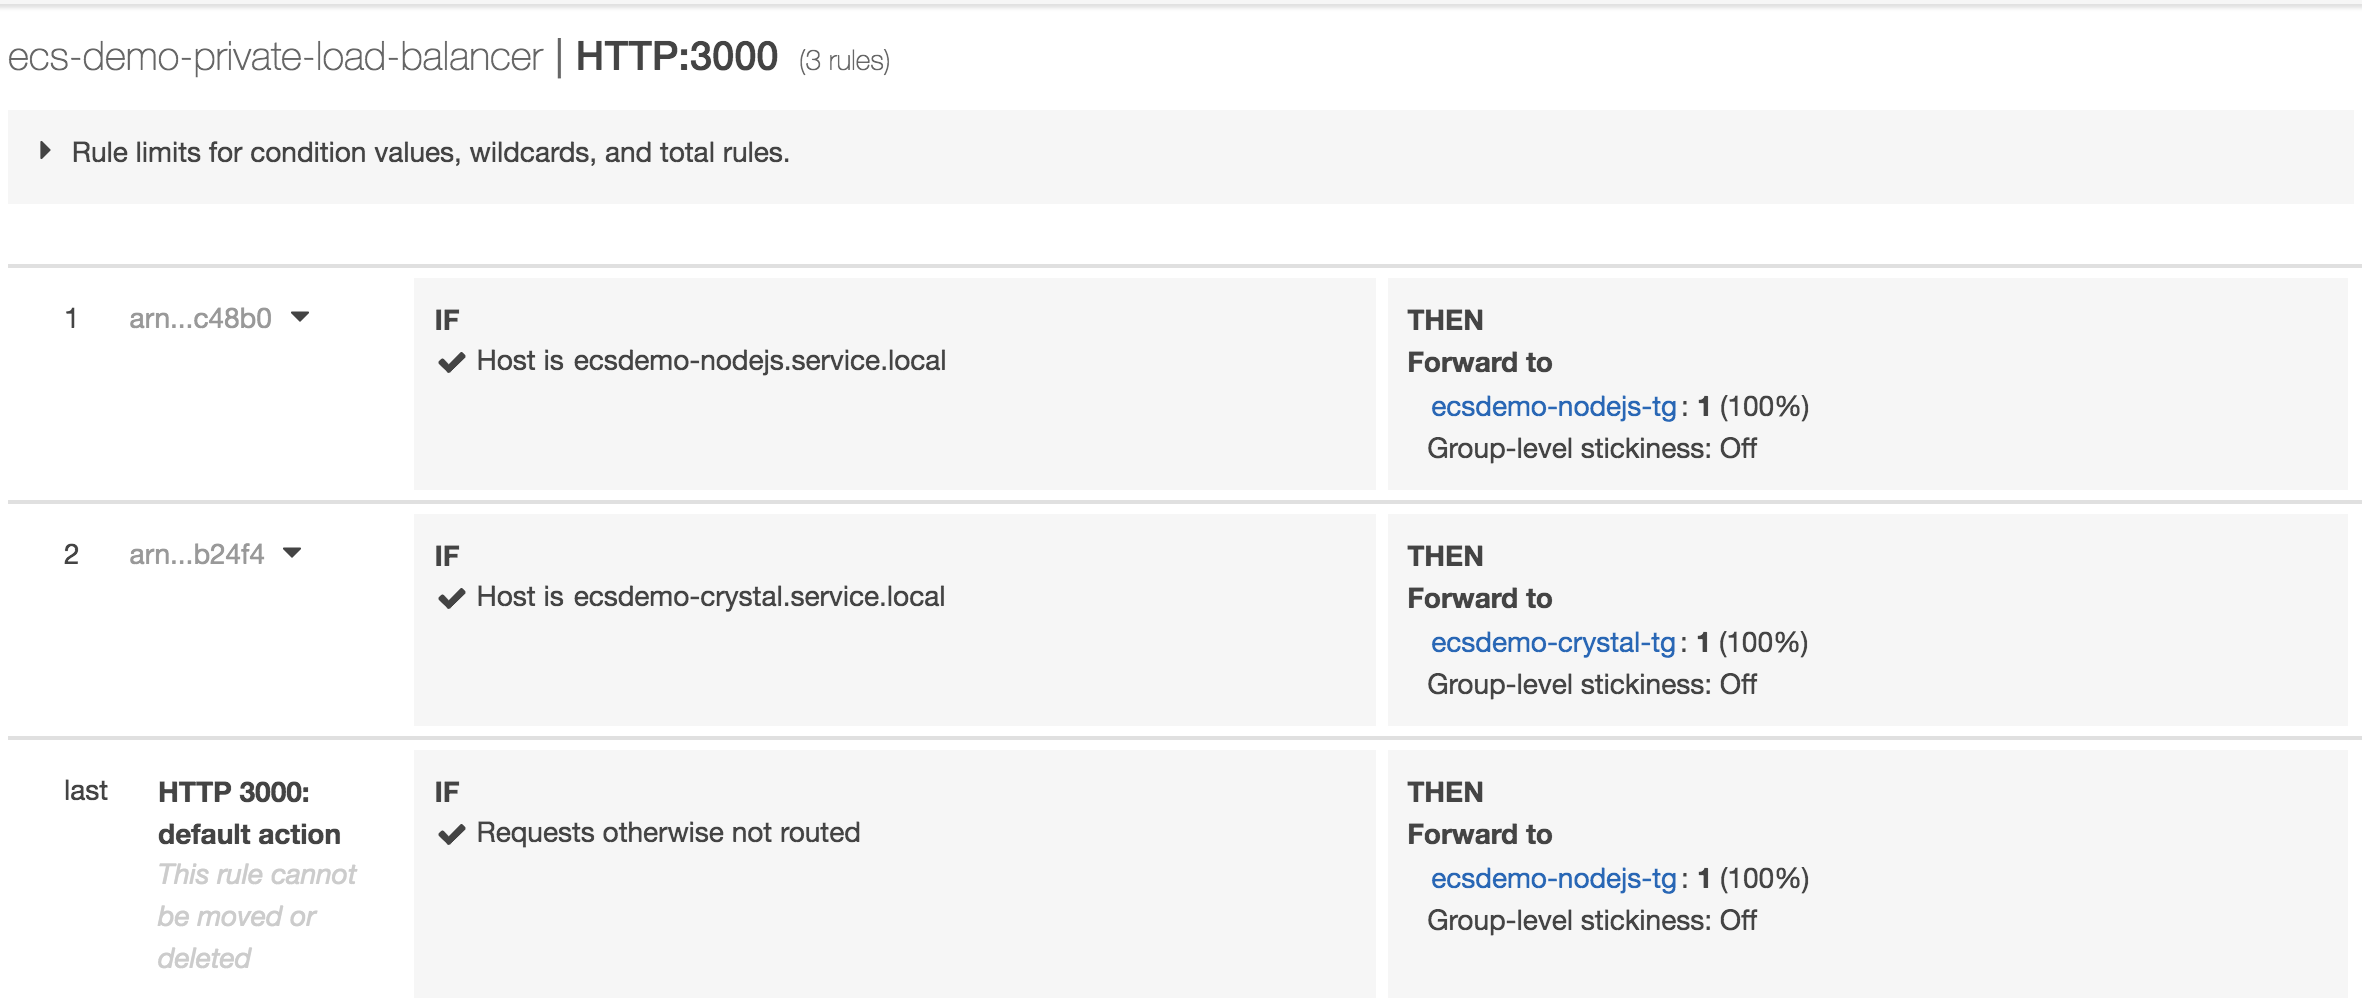 ecs-demo-private-load-balancer | HTTP:3000 (3 rules)
Rule limits for condition values, wildcards, and total rules.
1 arn...c48b0
IF
Host is ecsdemo-nodejs.service.local
THEN
Forward to
ecsdemo-nodejs-tg: 1 (100%)
Group-level stickiness: Off
2 arn...b24f4
IF
Host is ecsdemo-crystal.service.local
THEN
Forward to
ecsdemo-crystal-tg: 1 (100%)
Group-level stickiness: Off
last
HTTP 3000:
default action
This rule cannot
be moved or
deleted
IF
Requests otherwise not routed
THEN
Forward to
ecsdemo-nodejs-tg: 1 (100%)
Group-level stickiness: Off